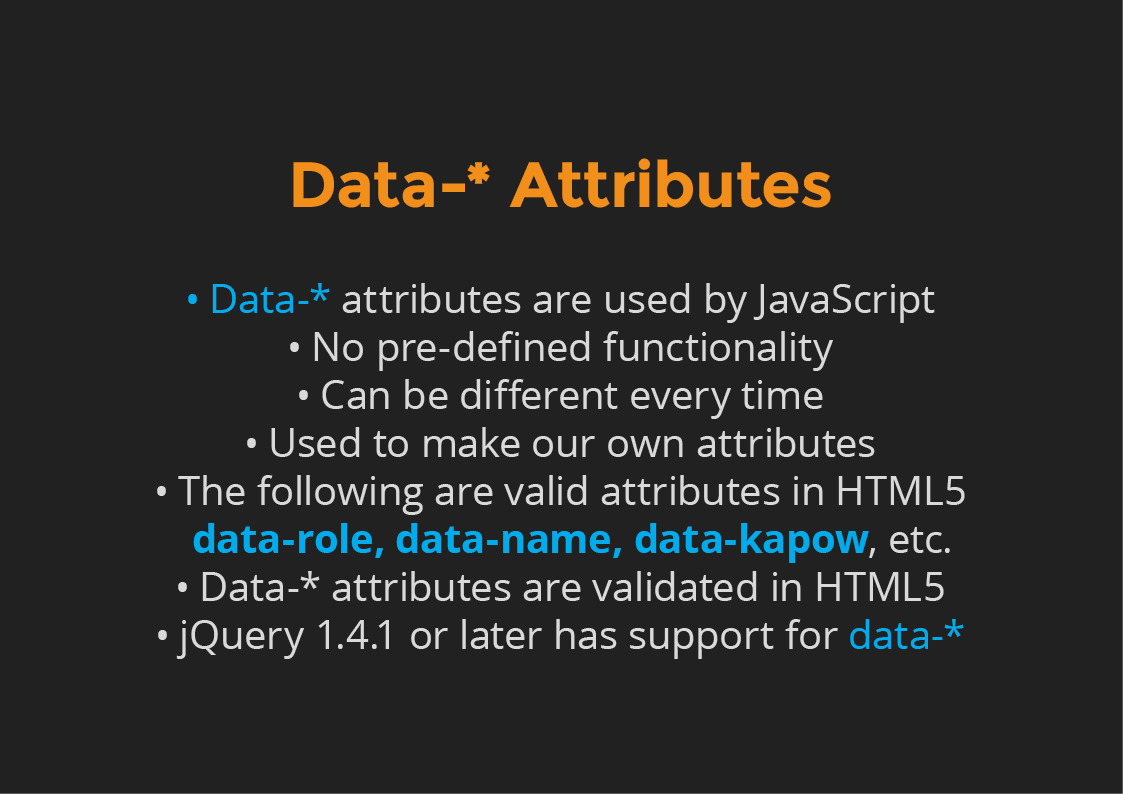 Data-* Attributes
• Data-* attributes are used by JavaScript
• No pre-defined functionality
• Can be different every time
• Used to make our own attributes
• The following are valid attributes in HTML5
data-role, data-name, data-kapow, etc.
• Data-* attributes are validated in HTML5
• jQuery 1.4.1 or later has support for data-*